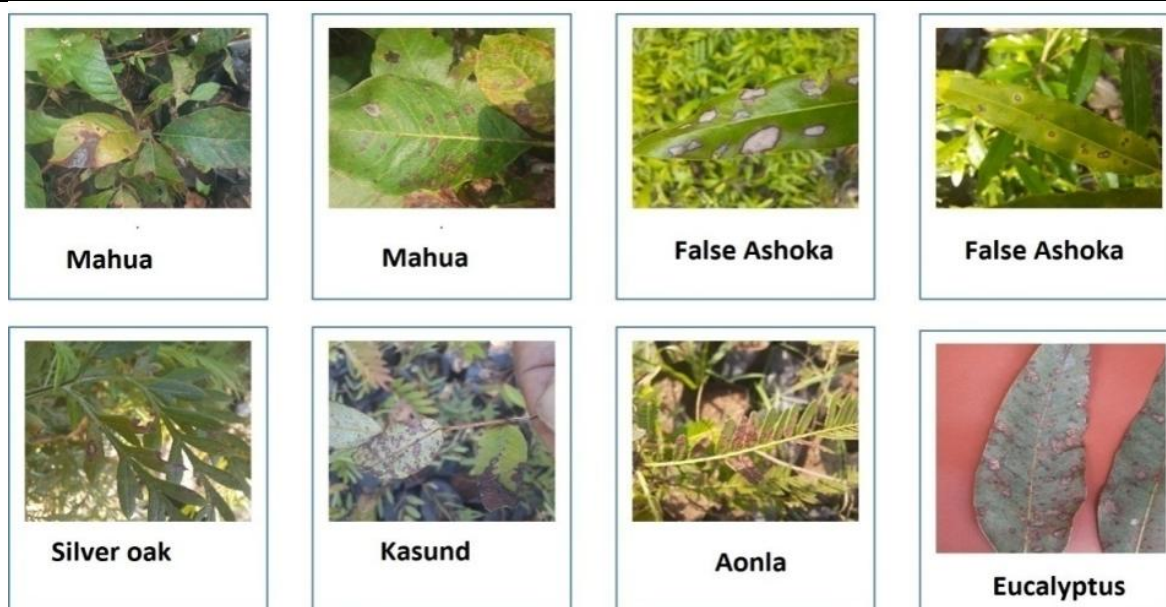 Mahua
Mahua
False Ashoka
False Ashoka
Silver oak
Kasund
Aonla
Eucalyptus